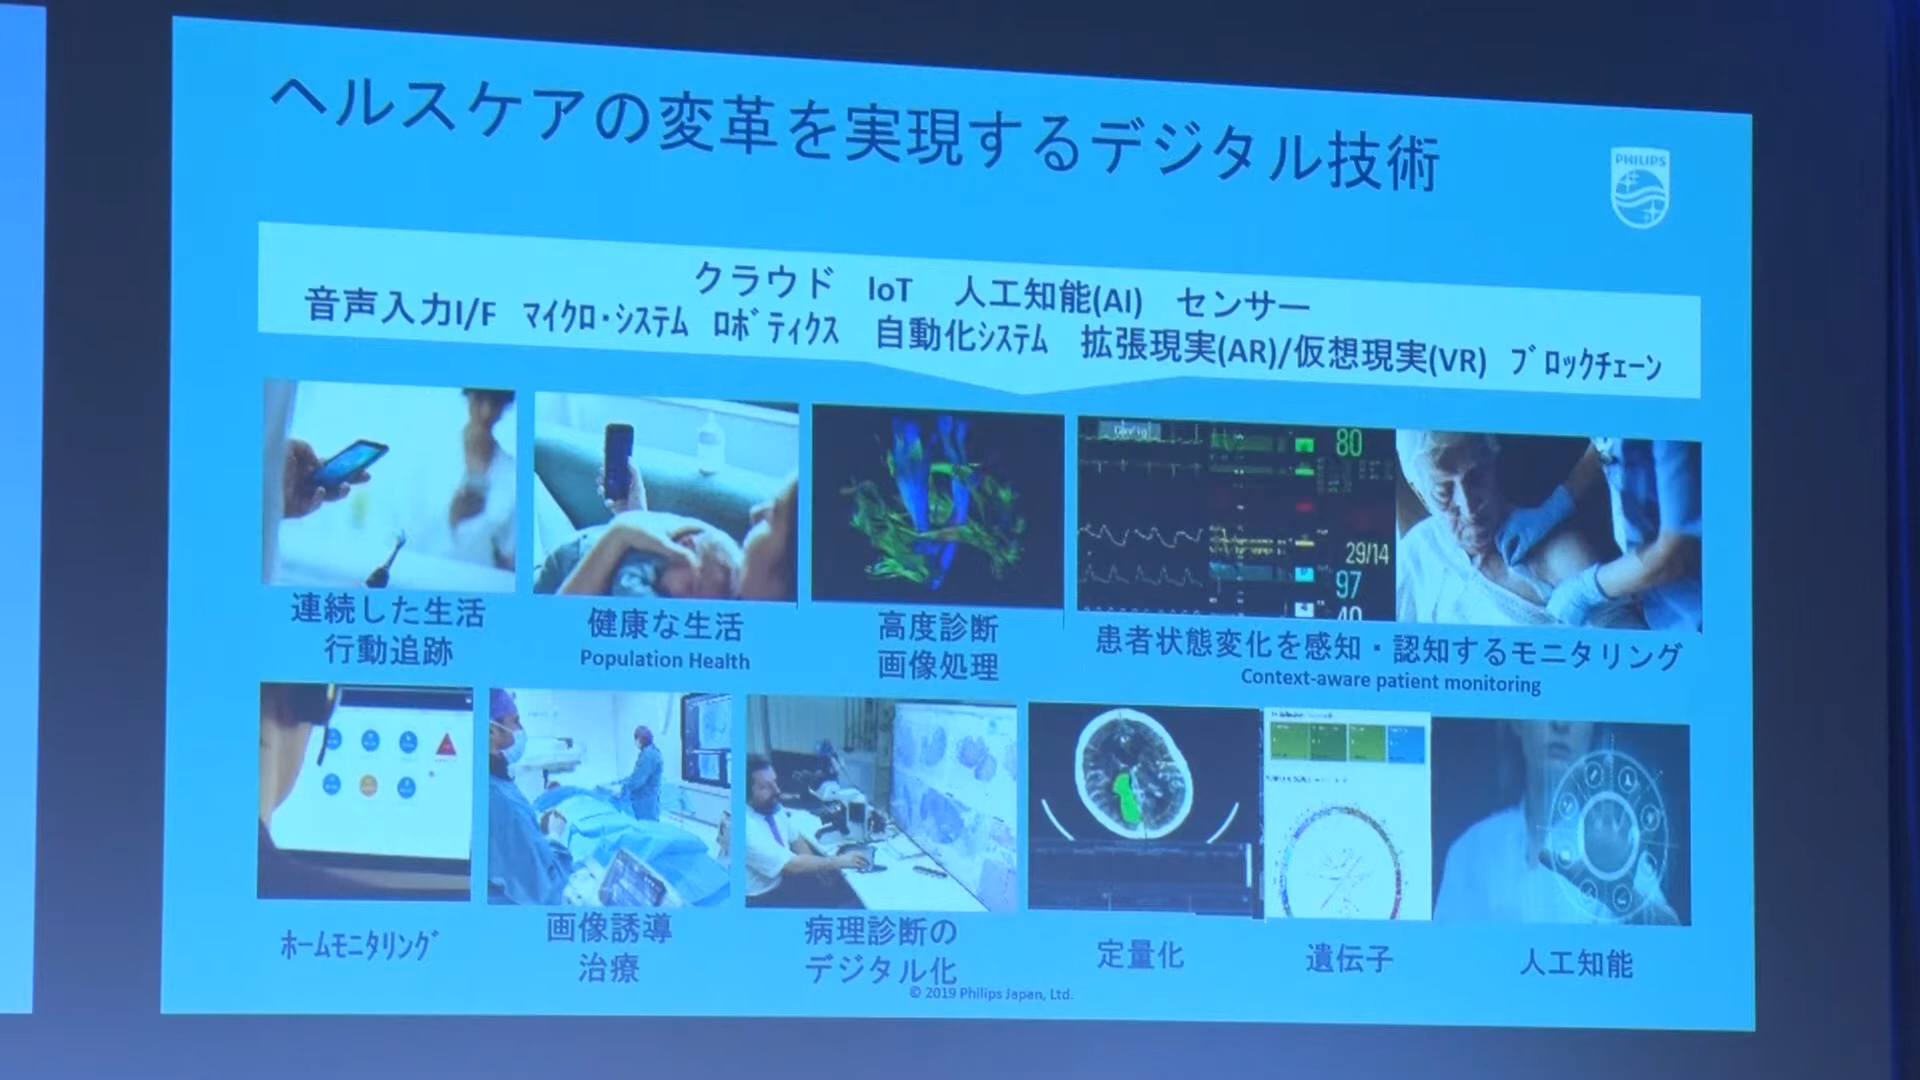 ヘルスケアの変革を実現するデジタル技術
PHILIPS
クラウド IoT 人工知能(AI) センサー
音声入力I/F ﾏｲｸﾛ・ｼｽﾃﾑ ﾛﾎﾞﾃｨｸｽ 自動化ｼｽﾃﾑ 拡張現実(AR)/仮想現実(VR) ﾌﾞﾛｯｸﾁｪｰﾝ
Config
80
29/14
97
40
連続した生活
行動追跡
健康な生活
Population Health
高度診断
画像処理
患者状態変化を感知・認知するモニタリング
Context-aware patient monitoring
ﾎｰﾑﾓﾆﾀﾘﾝｸﾞ
画像誘導
治療
病理診断の
デジタル化
定量化
遺伝子
人工知能
© 2019 Philips Japan, Ltd.